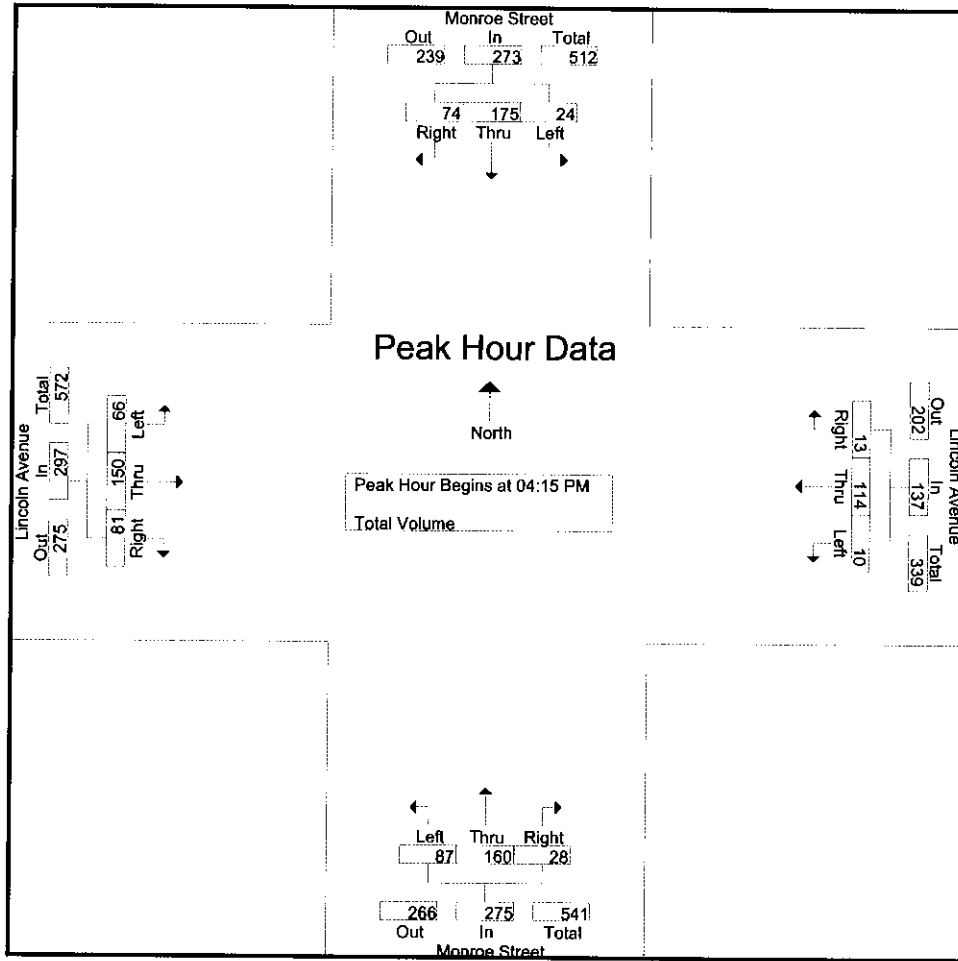 Monroe Street
Out In Total
239 273 512
74 175 24
Right Thru Left
Peak Hour Data
North
Peak Hour Begins at 04:15 PM
Total Volume
Lincoln Avenue
Out In Total
275 297 572
66 150 81
Left Thru Right
Lincoln Avenue
Out In Total
202 137 339
13 114 10
Right Thru Left
Left Thru Right
87 160 28
266 275 541
Out In Total
Monroe Street